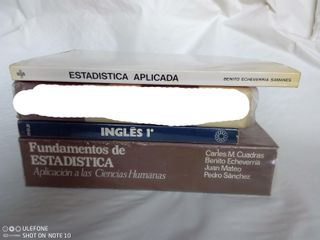 ESTADISTICA APLICADA
BENITO ECHEVERRIA SAMANES
INGLÉS 1º
Fundamentos de
ESTADISTICA
Aplicación a las Ciencias Humanas
Carles M. Cuadras
Benito Echeverría
Juan Mateo
Pedro Sánchez
ULEFONE
SHOT ON NOTE 10